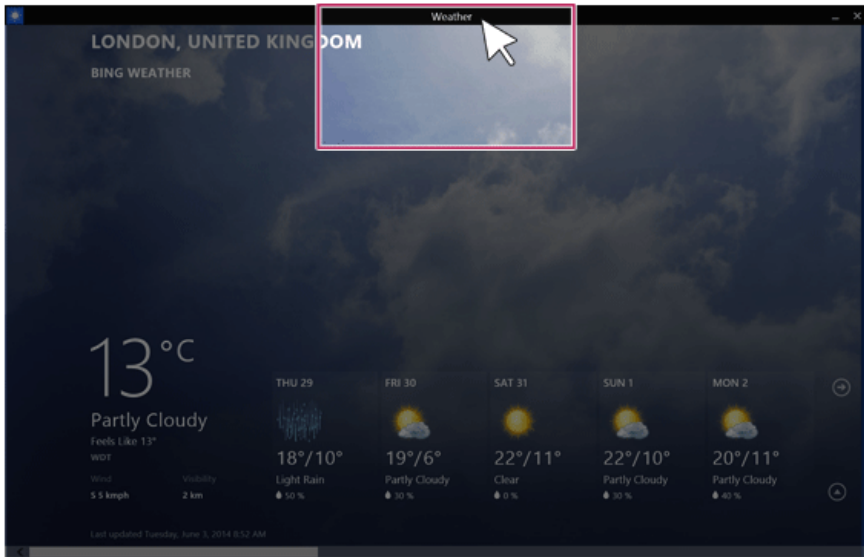 Weather
LONDON, UNITED KINGDOM
BING WEATHER
13°C
Partly Cloudy
Feels Like 13°
WDT
Wind Visibility
S 5 kmph 2 km
THU 29
18°/10°
Light Rain
50 %
FRI 30
19°/6°
Partly Cloudy
30 %
SAT 31
22°/11°
Clear
0 %
SUN 1
22°/10°
Partly Cloudy
30 %
MON 2
20°/11°
Partly Cloudy
40 %
Last updated Tuesday, June 3, 2014 8:52 AM